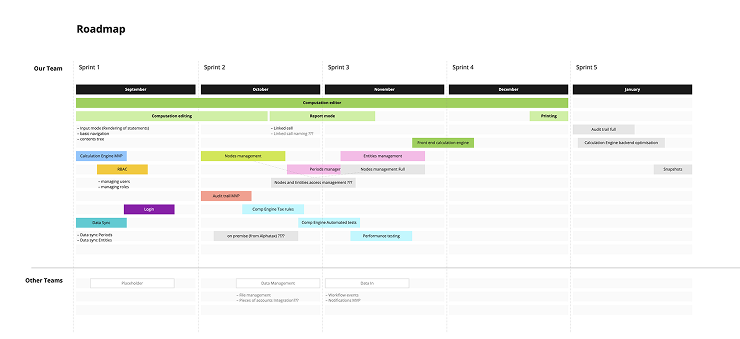 Roadmap
Our Team
Sprint 1
Sprint 2
Sprint 3
Sprint 4
Sprint 5
September
October
November
December
January
Computation editor
Computation editing
Report mode
Printing
– Input mode (Rendering of statements)
– basic navigation
– contents tree
– Linked cell
– Linked cell naming ???
Audit trail full
Front end calculation engine
Calculation Engine backend optimisation
Calculation Engine MVP
Nodes management
Entities management
RBAC
Periods manager
Nodes management Full
Snapshots
– managing users
– managing roles
Nodes and Entities access management ???
Audit trail MVP
Login
Comp Engine Tax rules
Data Sync
Comp Engine Automated tests
– Data sync Periods
– Data sync Entities
on premise (from Alphatax) ????
Performance testing
Other Teams
Placeholder
Data Management
Data In
– File management
– Pieces of accounts integration???
– Workflow events
– Notifications MVP